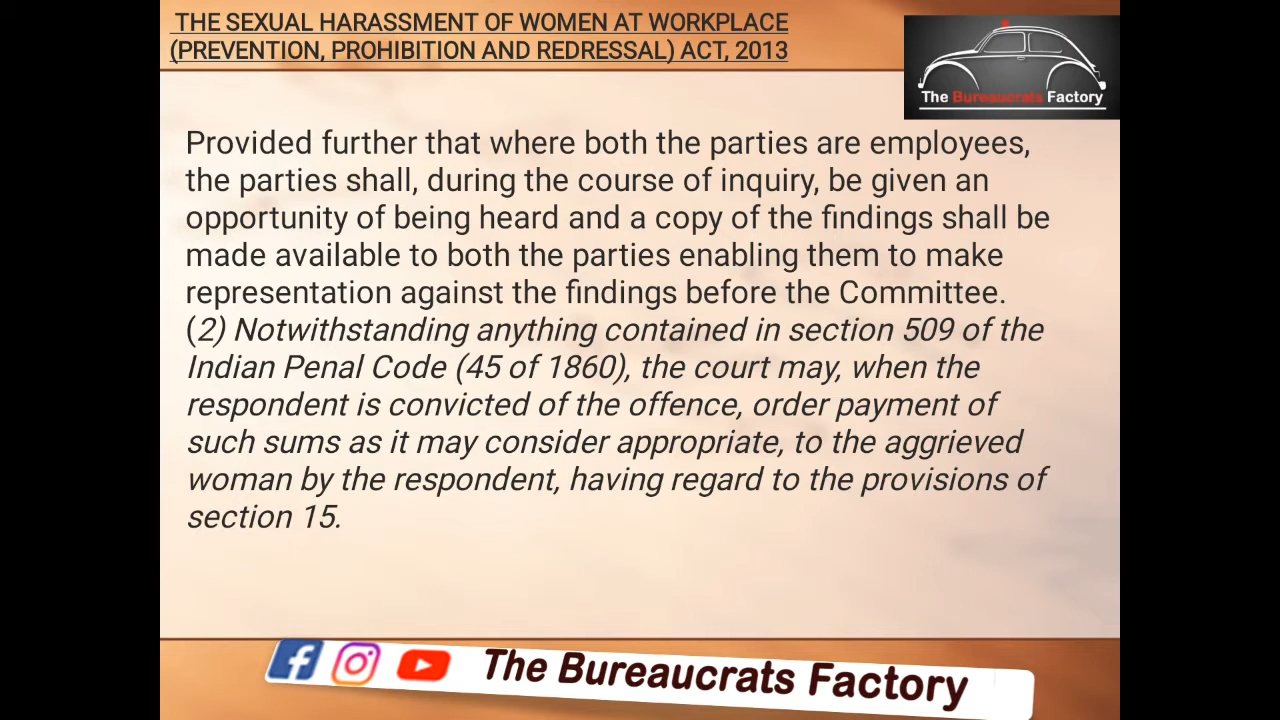 THE SEXUAL HARASSMENT OF WOMEN AT WORKPLACE
(PREVENTION, PROHIBITION AND REDRESSAL) ACT, 2013
The Bureaucrats Factory
Provided further that where both the parties are employees,
the parties shall, during the course of inquiry, be given an
opportunity of being heard and a copy of the findings shall be
made available to both the parties enabling them to make
representation against the findings before the Committee.
(2) Notwithstanding anything contained in section 509 of the
Indian Penal Code (45 of 1860), the court may, when the
respondent is convicted of the offence, order payment of
such sums as it may consider appropriate, to the aggrieved
woman by the respondent, having regard to the provisions of
section 15.
The Bureaucrats Factory